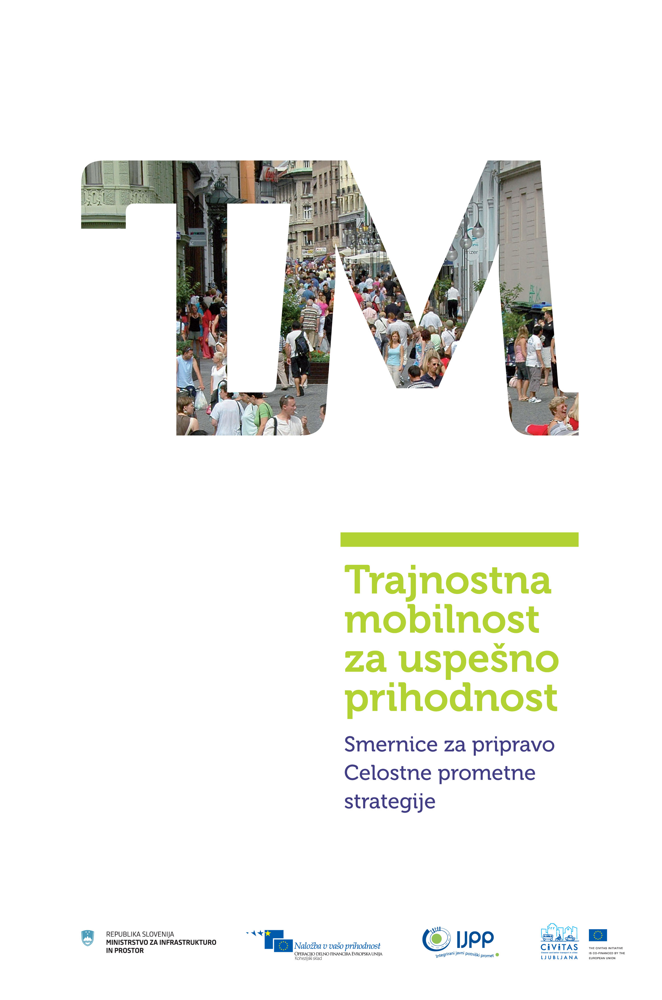 TM
URKO
rizer
Trajnostna
mobilnost
za uspešno
prihodnost
Smernice za pripravo
Celostne prometne
strategije
REPUBLIKA SLOVENIJA
MINISTRSTVO ZA INFRASTRUKTURO
IN PROSTOR
Naložba v vašo prihodnost
OPERACIJO DELNO FINANCIRA EVROPSKA UNIJA
Kohezijski sklad
IJPP
Integrirani javni potniški promet
CiViTAS
Cleaner and better transport in cities
LJUBLJANA
THE CIVITAS INITIATIVE
IS CO-FINANCED BY THE
EUROPEAN UNION